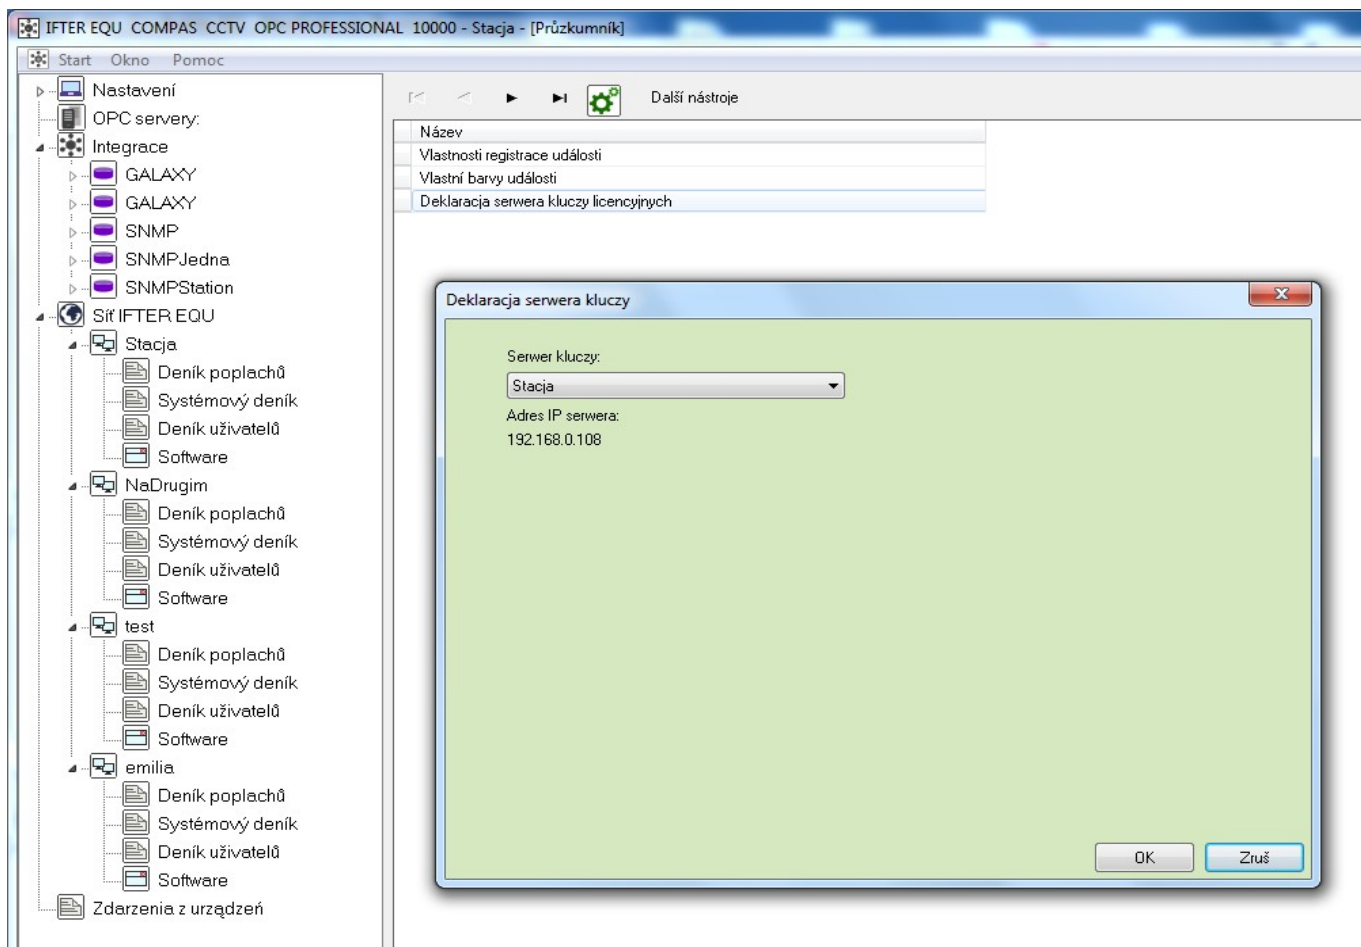 IFTER EQU  COMPAS  CCTV  OPC PROFESSIONAL  10000 - Stacja - [Průzkumník]
Start Okno Pomoc
Nastavení
OPC servery:
Integrace
GALAXY
GALAXY
SNMP
SNMPJedna
SNMPStation
Síť IFTER EQU
Stacja
Deník poplachů
Systémový deník
Deník uživatelů
Software
NaDrugim
Deník poplachů
Systémový deník
Deník uživatelů
Software
test
Deník poplachů
Systémový deník
Deník uživatelů
Software
emilia
Deník poplachů
Systémový deník
Deník uživatelů
Software
Zdarzenia z urządzeń
Další nástroje
Název
Vlastnosti registrace události
Vlastní barvy události
Deklaracja serwera kluczy licencyjnych
Deklaracja serwera kluczy
Serwer kluczy:
Stacja
Adres IP serwera:
192.168.0.108
OK Zruš